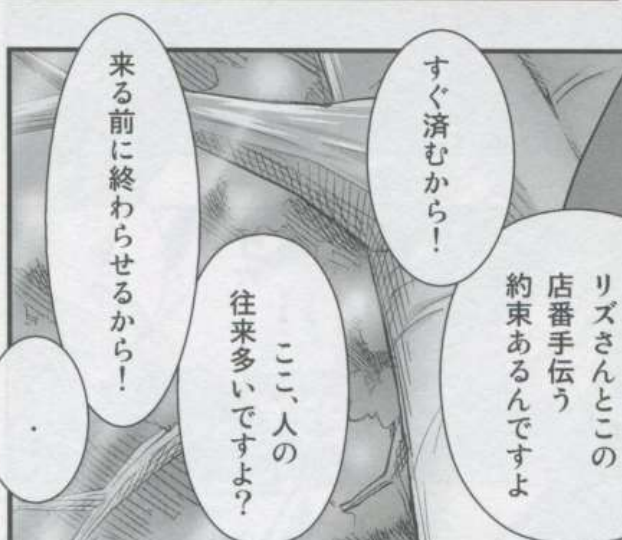 リズさんとこの
店番手伝う
約束あるんですよ
すぐ済むから！
ここ、人の
往来多いですよ？
来る前に終わらせるから！
．